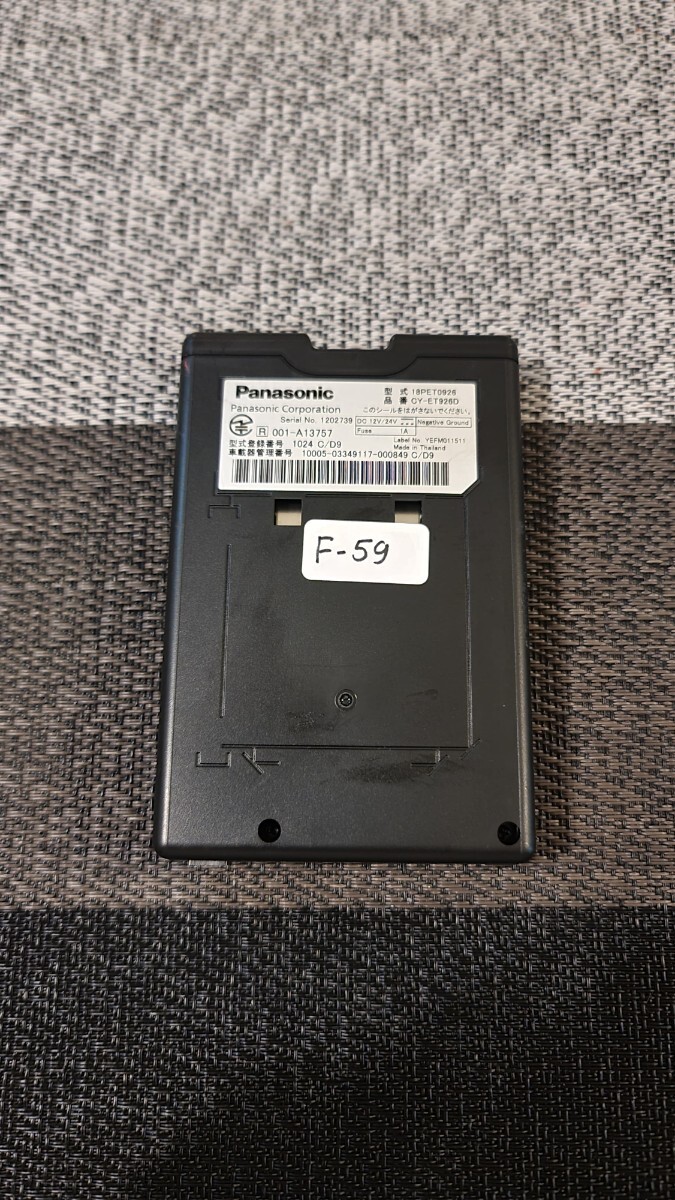 Panasonic
Panasonic Corporation
型 式 18PET0926
品 番 CY-ET926D
このシールをはがさないでください。
Serial No. 1202739
DC 12V/24V Negative Ground
Fuse 1A
R 001-A13757
Label No. YEFM011511
Made in Thailand
型式登録番号 1024 C/D9
車載器管理番号 10005-03349117-000849 C/D9
F-59